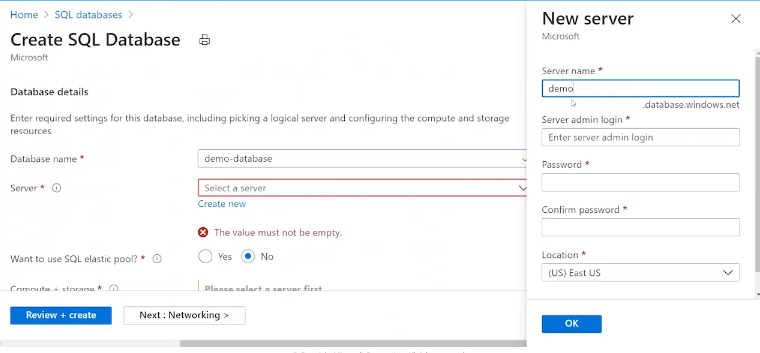 Home > SQL databases >
Create SQL Database
Microsoft
Database details
Enter required settings for this database, including picking a logical server and configuring the compute and storage
resources
Database name *
demo-database
Server *
Select a server
Create new
The value must not be empty.
Want to use SQL elastic pool? *
Yes
No
Compute + storage *
Please select a server first
Review + create
Next : Networking >
New server
Microsoft
Server name *
demo
.database.windows.net
Server admin login *
Enter server admin login
Password *
Confirm password *
Location *
(US) East US
OK